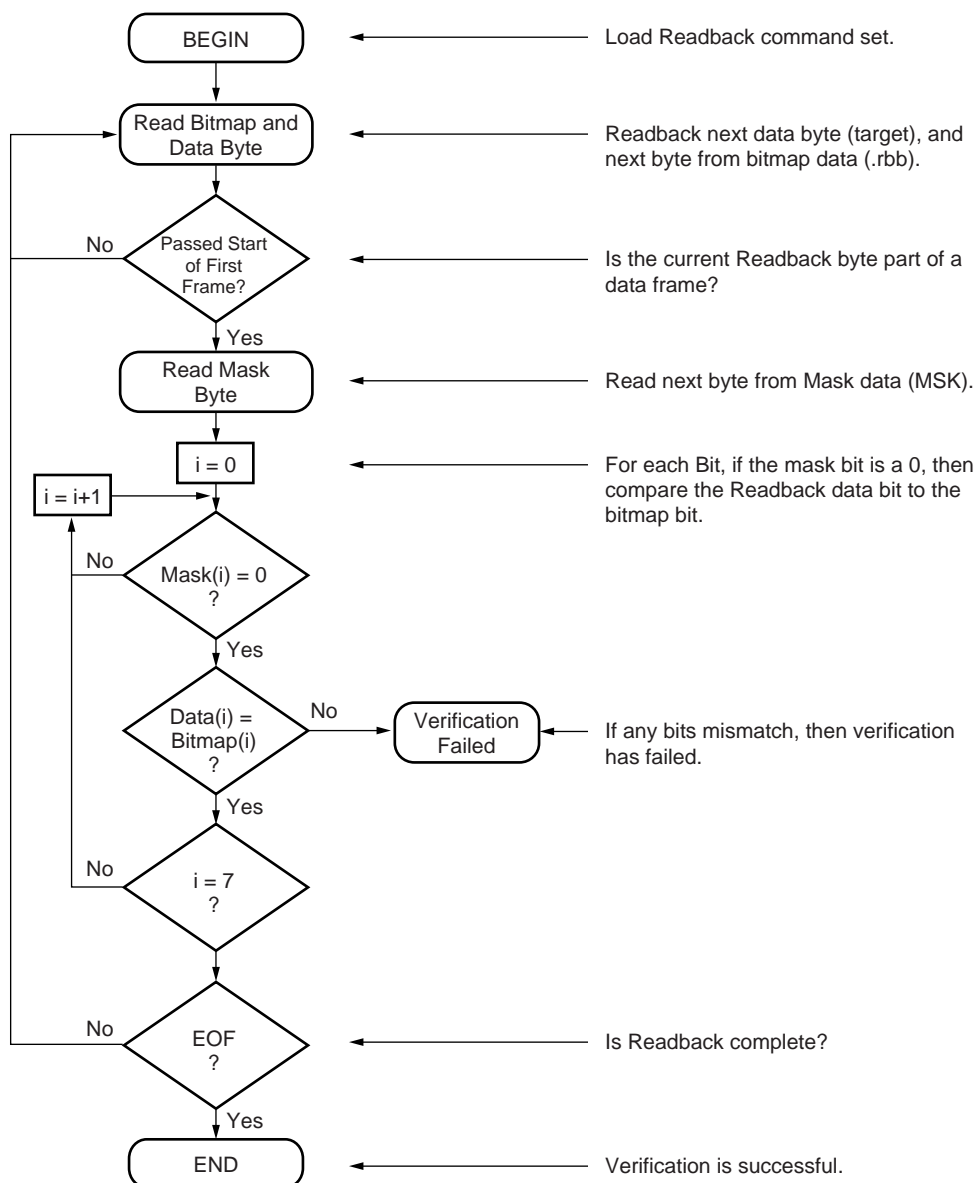 BEGIN
Load Readback command set.
Read Bitmap and
Data Byte
Readback next data byte (target), and
next byte from bitmap data (.rbb).
No
Passed Start
of First
Frame?
Is the current Readback byte part of a
data frame?
Yes
Read Mask
Byte
Read next byte from Mask data (MSK).
i = 0
For each Bit, if the mask bit is a 0, then
compare the Readback data bit to the
bitmap bit.
i = i+1
No
Mask(i) = 0
?
Yes
Data(i) =
Bitmap(i)
?
No
Verification
Failed
If any bits mismatch, then verification
has failed.
Yes
No
i = 7
?
No
EOF
?
Is Readback complete?
Yes
END
Verification is successful.